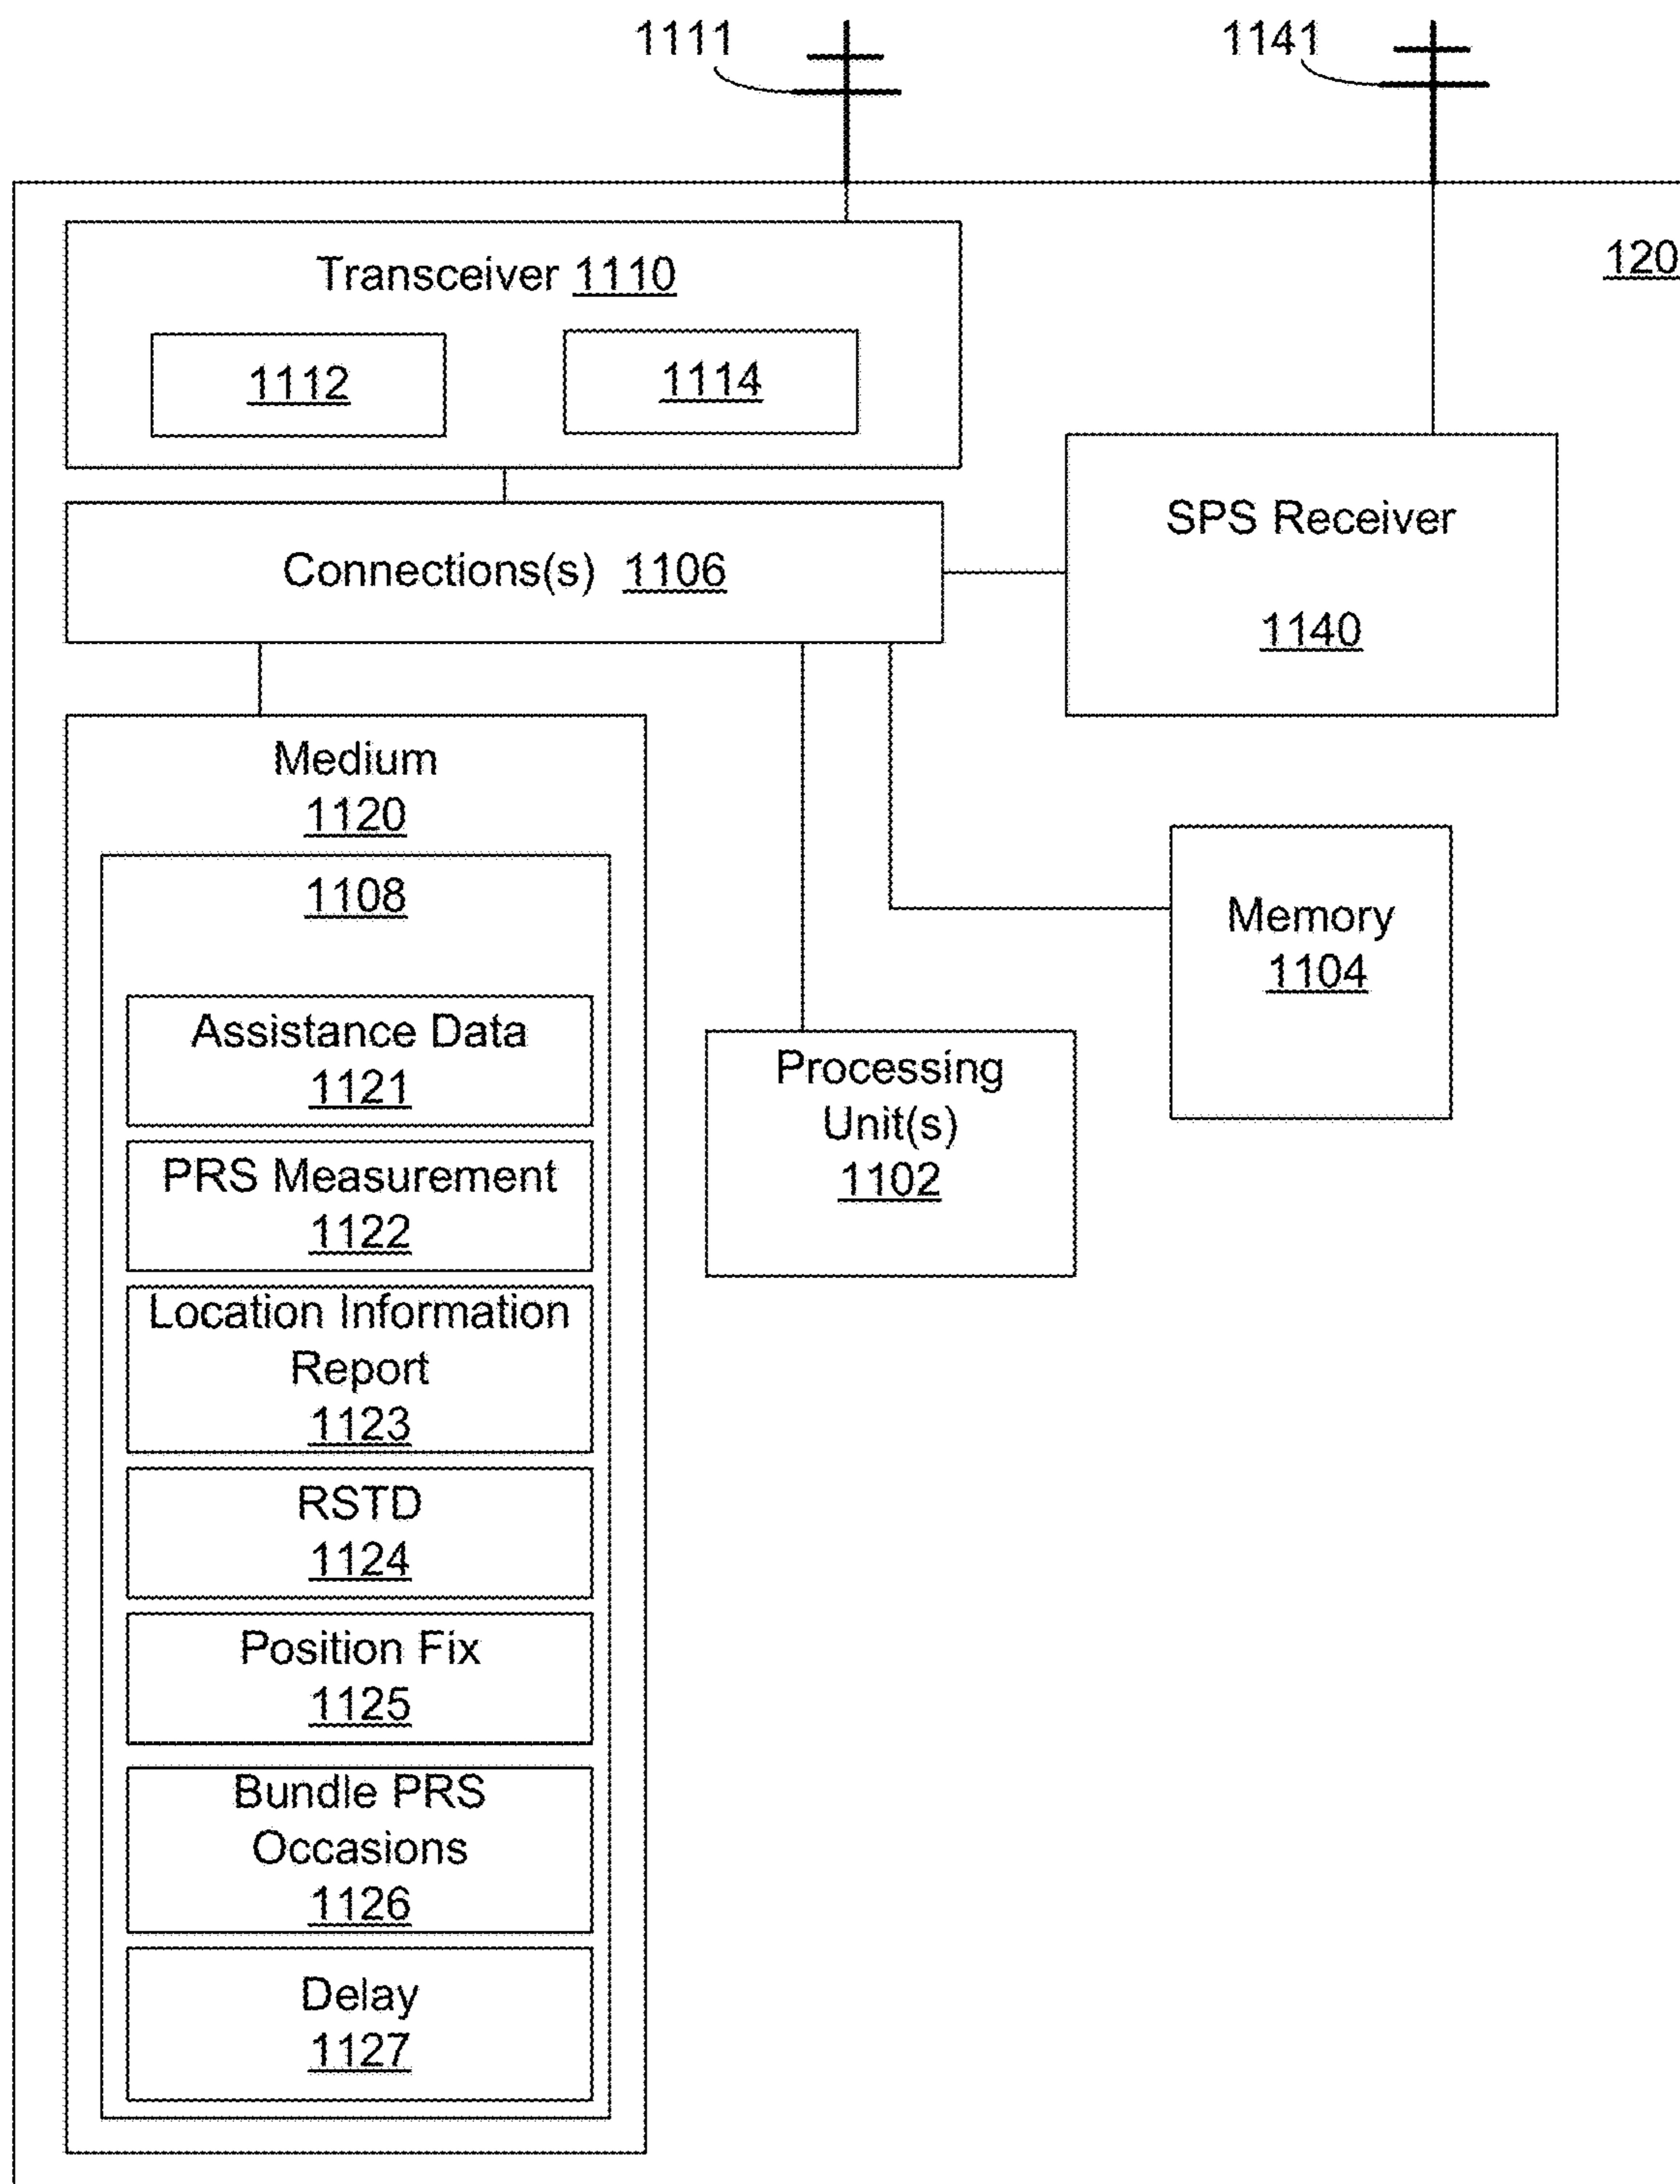 1111
1141
120
Transceiver 1110
1112
1114
Connections(s) 1106
SPS Receiver
1140
Medium
1120
1108
Assistance Data
1121
PRS Measurement
1122
Location Information
Report
1123
RSTD
1124
Position Fix
1125
Bundle PRS
Occasions
1126
Delay
1127
Processing
Unit(s)
1102
Memory
1104